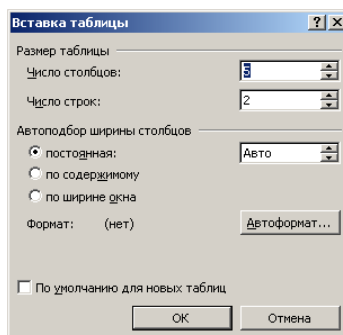 Вставка таблицы
Размер таблицы
Число столбцов: 5
Число строк: 2
Автоподбор ширины столбцов
постоянная: Авто
по содержимому
по ширине окна
Формат: (нет) Автоформат...
По умолчанию для новых таблиц
ОК Отмена